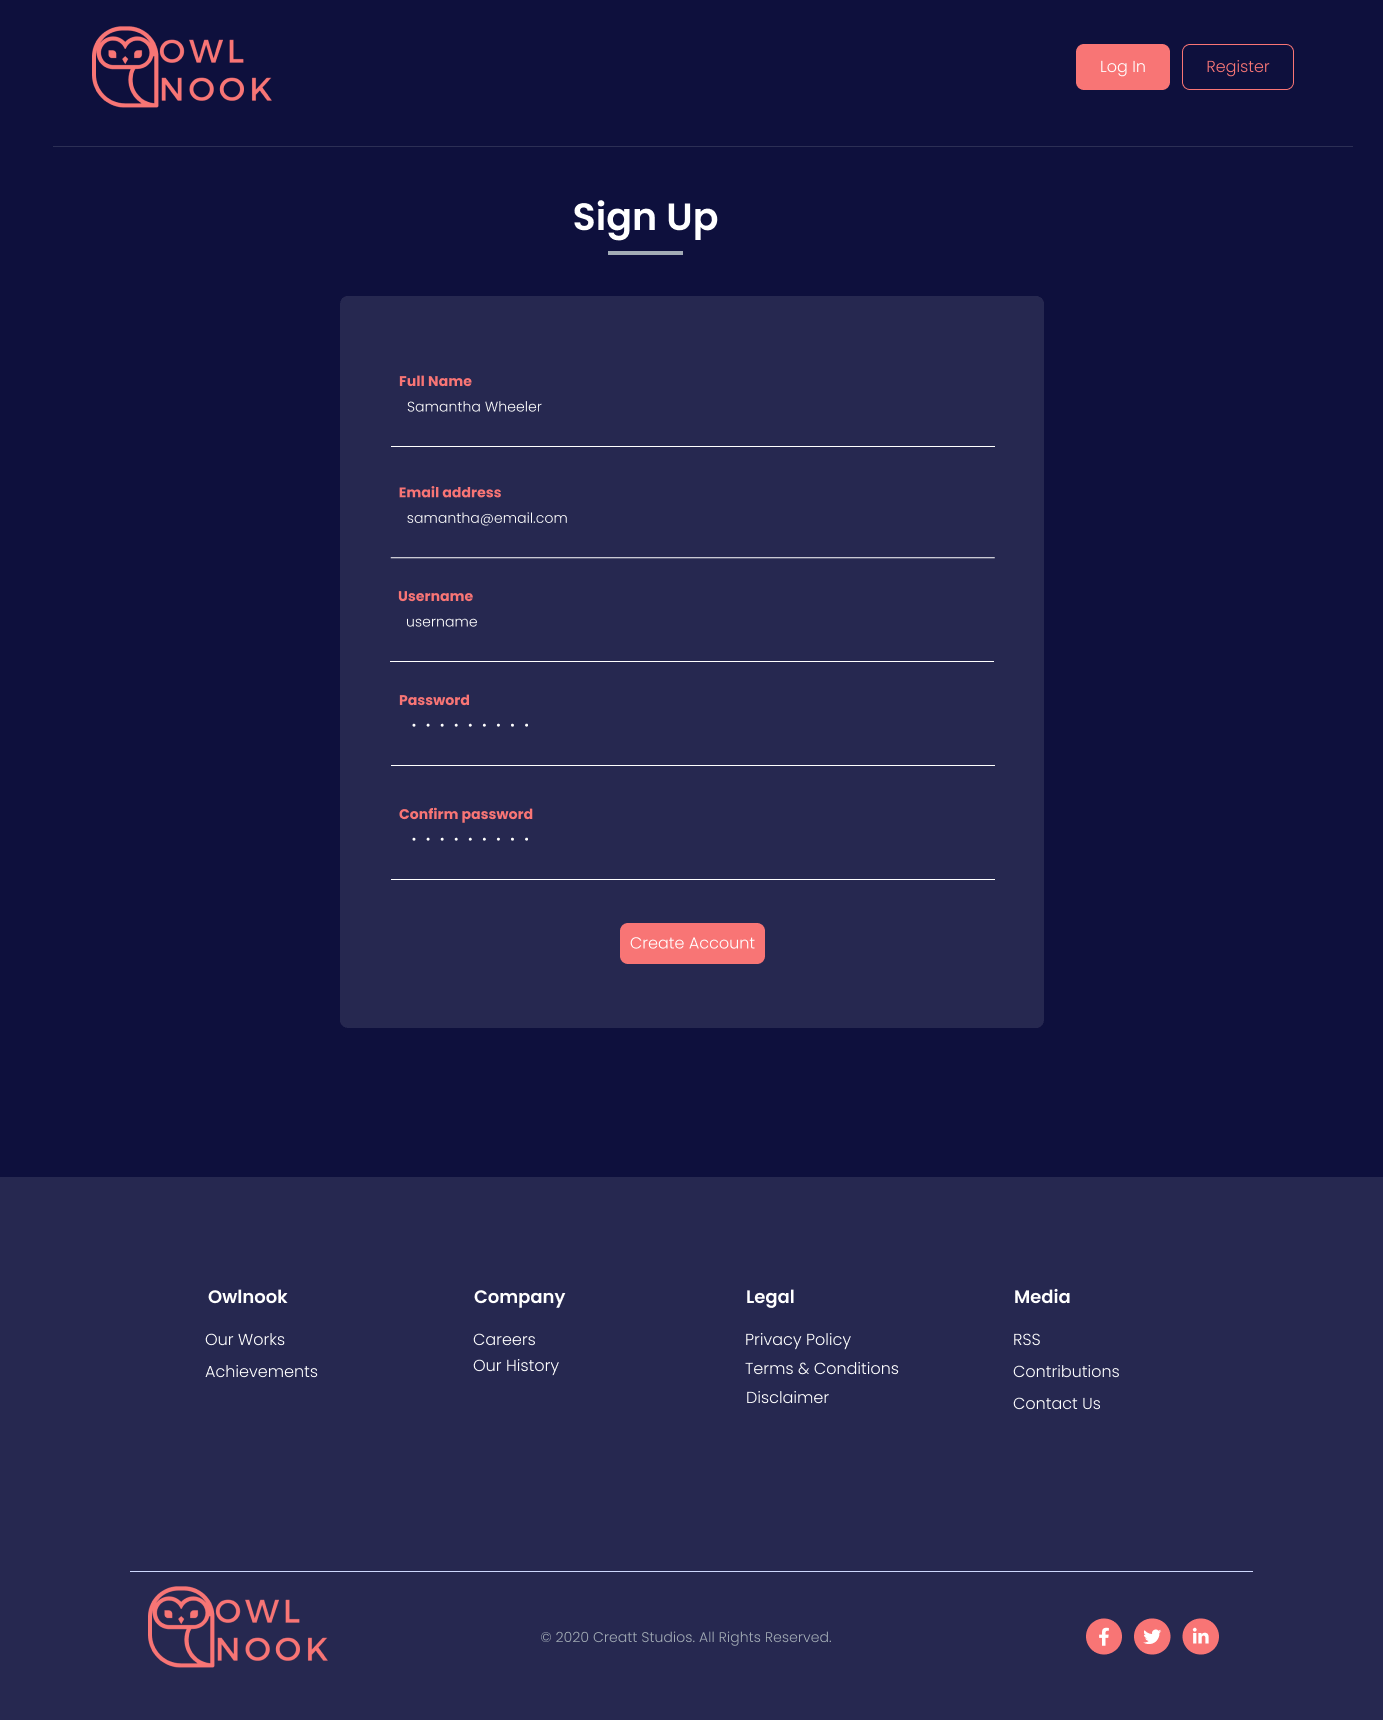 OWL
NOOK
Log In
Register
Sign Up
Full Name
Samantha Wheeler
Email address
samantha@email.com
Username
username
Password
• • • • • • • • •
Confirm password
• • • • • • • • •
Create Account
Owlnook
Our Works
Achievements
Company
Careers
Our History
Legal
Privacy Policy
Terms & Conditions
Disclaimer
Media
RSS
Contributions
Contact Us
OWL
NOOK
© 2020 Creatt Studios. All Rights Reserved.
f
in